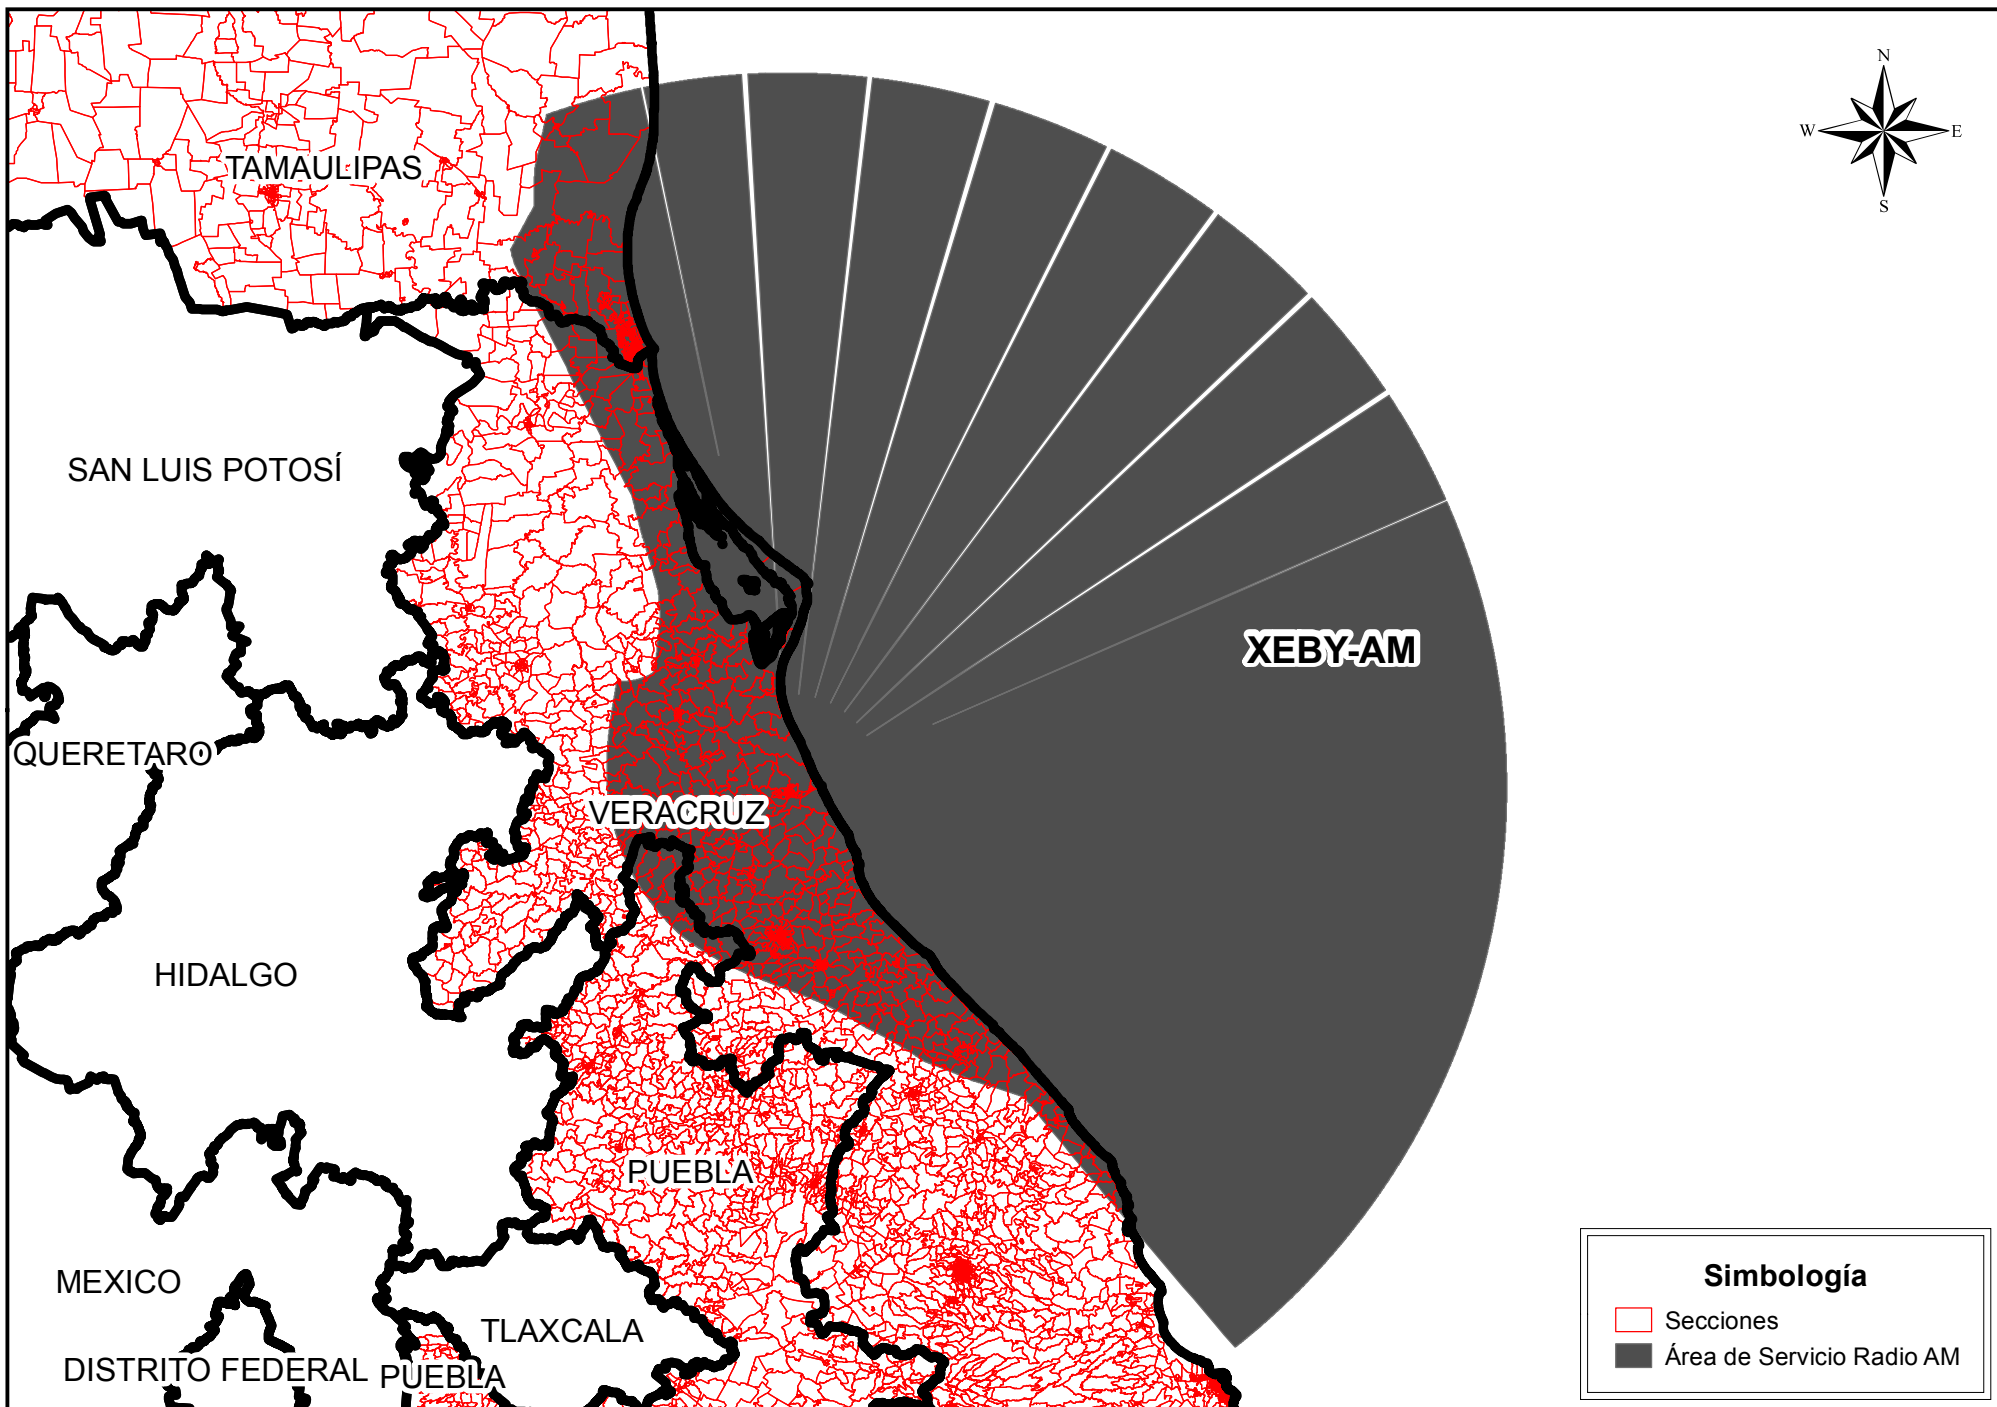 N
W E
S
TAMAULIPAS
SAN LUIS POTOSÍ
XEBY-AM
QUERETARO
VERACRUZ
HIDALGO
PUEBLA
MEXICO
TLAXCALA
DISTRITO FEDERAL
PUEBLA
Simbología
Secciones
Área de Servicio Radio AM